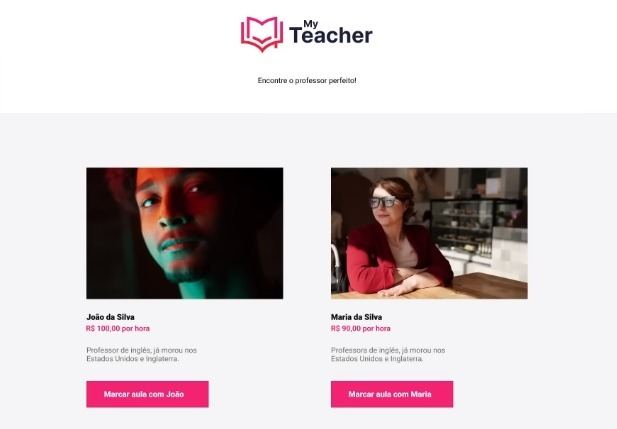 My
Teacher
Encontre o professor perfeito!
João da Silva
R$ 100,00 por hora
Professor de inglês, já morou nos
Estados Unidos e Inglaterra.
Marcar aula com João
Maria da Silva
R$ 90,00 por hora
Professora de inglês, já morou nos
Estados Unidos e Inglaterra.
Marcar aula com Maria